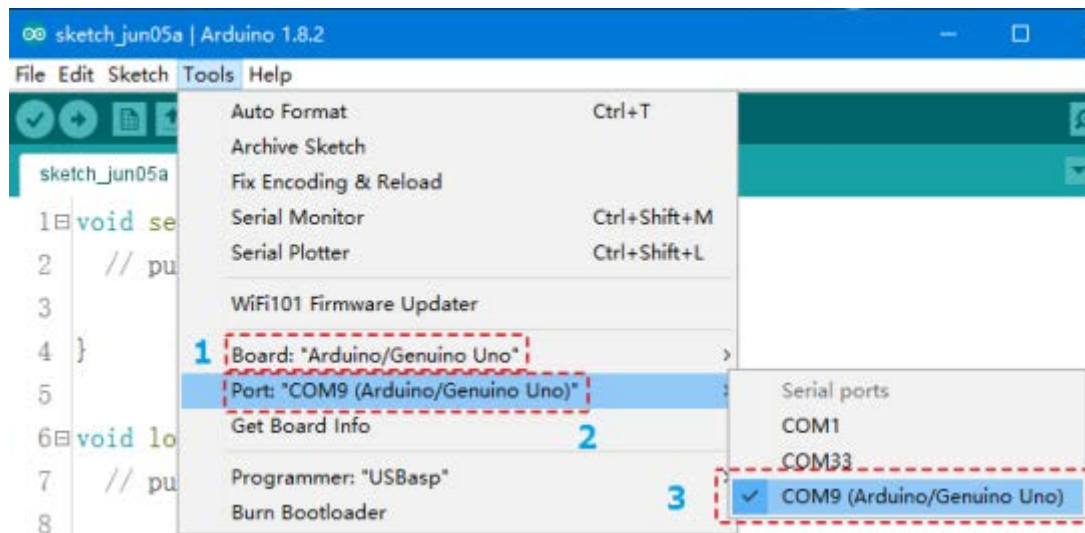 sketch_jun05a | Arduino 1.8.2
File Edit Sketch Tools Help
Auto Format Ctrl+T
Archive Sketch
sketch_jun05a
Fix Encoding & Reload
1 void se
Serial Monitor Ctrl+Shift+M
2 // pu
Serial Plotter Ctrl+Shift+L
3
WiFi101 Firmware Updater
4 }
1 Board: "Arduino/Genuino Uno"
5
Port: "COM9 (Arduino/Genuino Uno)"
Serial ports
6 void lo
Get Board Info
2
COM1
COM33
7 // pu
Programmer: "USBasp"
3
COM9 (Arduino/Genuino Uno)
8
Burn Bootloader